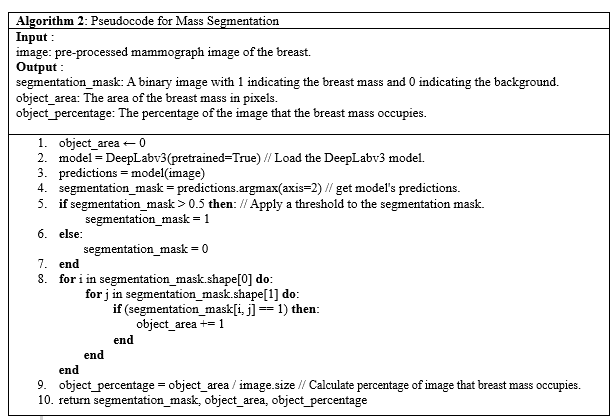 Algorithm 2: Pseudocode for Mass Segmentation
Input :
image: pre-processed mammograph image of the breast.
Output :
segmentation_mask: A binary image with 1 indicating the breast mass and 0 indicating the background.
object_area: The area of the breast mass in pixels.
object_percentage: The percentage of the image that the breast mass occupies.
1. object_area ← 0
2. model = DeepLabv3(pretrained=True) // Load the DeepLabv3 model.
3. predictions = model(image)
4. segmentation_mask = predictions.argmax(axis=2) // get model's predictions.
5. if segmentation_mask > 0.5 then: // Apply a threshold to the segmentation mask.
segmentation_mask = 1
6. else:
segmentation_mask = 0
7. end
8. for i in segmentation_mask.shape[0] do:
for j in segmentation_mask.shape[1] do:
if (segmentation_mask[i, j] == 1) then:
object_area += 1
end
end
end
9. object_percentage = object_area / image.size // Calculate percentage of image that breast mass occupies.
10. return segmentation_mask, object_area, object_percentage